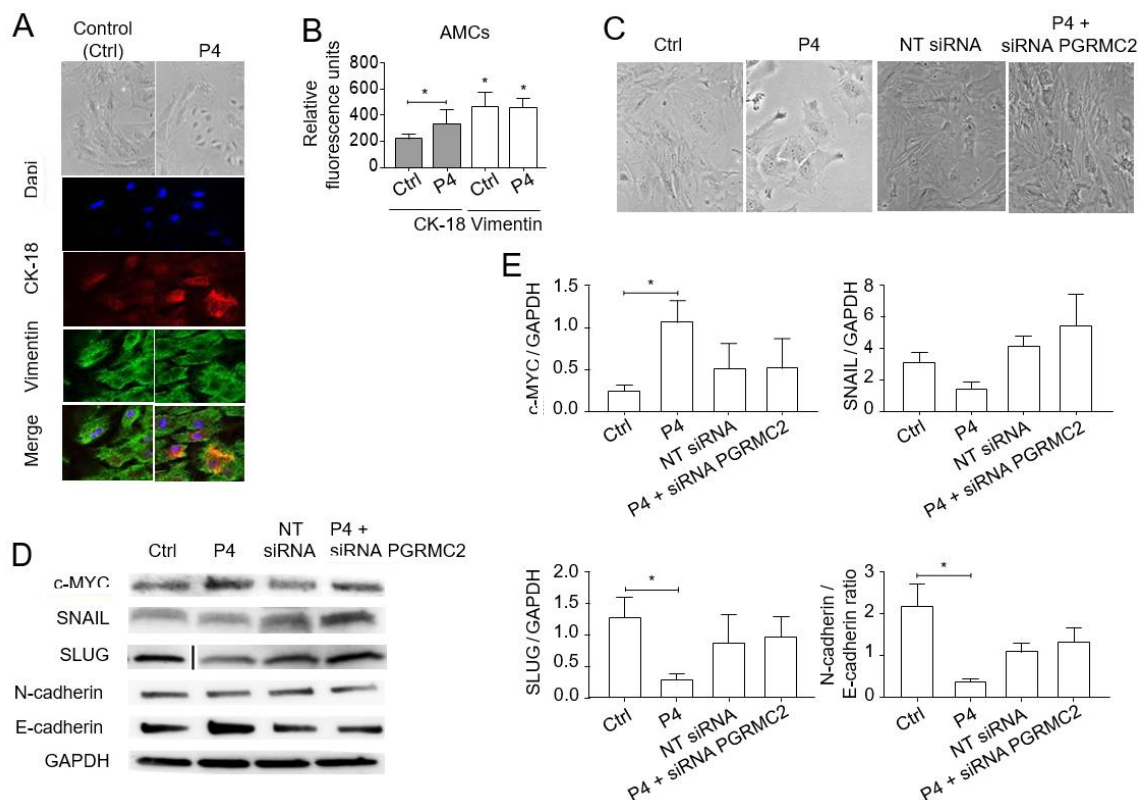 A
Control
(Ctrl)
P4
Dapi
CK-18
Vimentin
Merge
B
AMCs
Relative
fluorescence units
800
600
400
200
0
*
*
*
Ctrl
P4
Ctrl
P4
CK-18 Vimentin
C
Ctrl
P4
NT siRNA
P4 +
siRNA PGRMC2
D
Ctrl
P4
NT
siRNA
P4 +
siRNA PGRMC2
c-MYC
SNAIL
SLUG
N-cadherin
E-cadherin
GAPDH
E
c-MYC / GAPDH
1.5
1.0
0.5
0.0
*
Ctrl
P4
NT siRNA
P4 + siRNA PGRMC2
SNAIL / GAPDH
8
6
4
2
0
Ctrl
P4
NT siRNA
P4 + siRNA PGRMC2
SLUG / GAPDH
2.0
1.5
1.0
0.5
0.0
*
Ctrl
P4
NT siRNA
P4 + siRNA PGRMC2
N-cadherin /
E-cadherin ratio
3
2
1
0
*
Ctrl
P4
NT siRNA
P4 + siRNA PGRMC2